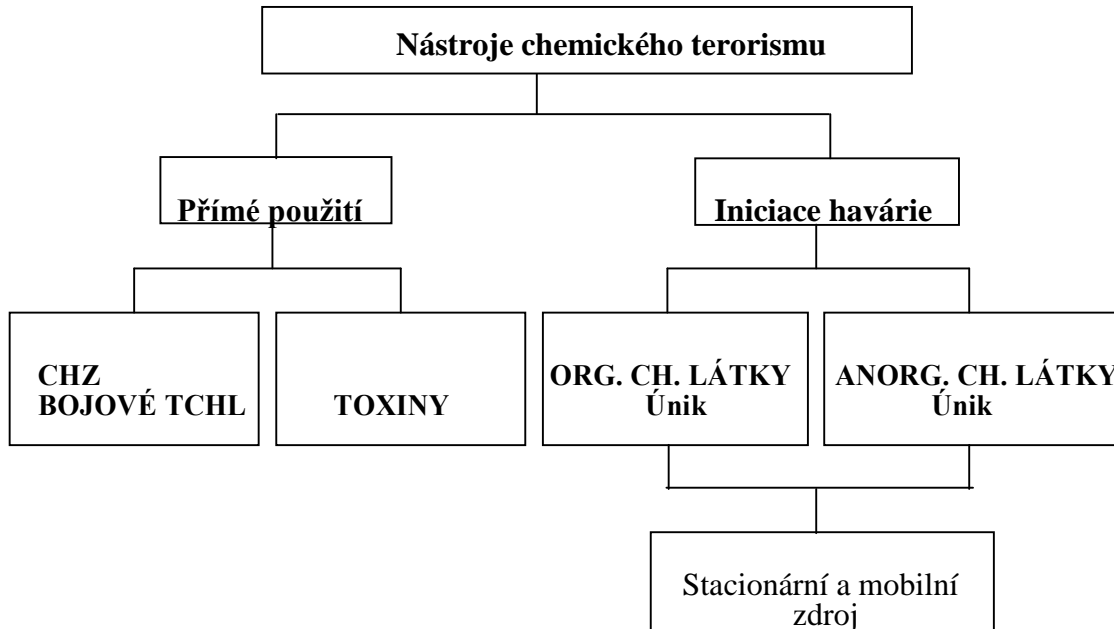 Nástroje chemického terorismu
Přímé použití
Iniciace havárie
CHZ
BOJOVÉ TCHL
TOXINY
ORG. CH. LÁTKY
Únik
ANORG. CH. LÁTKY
Únik
Stacionární a mobilní
zdroj